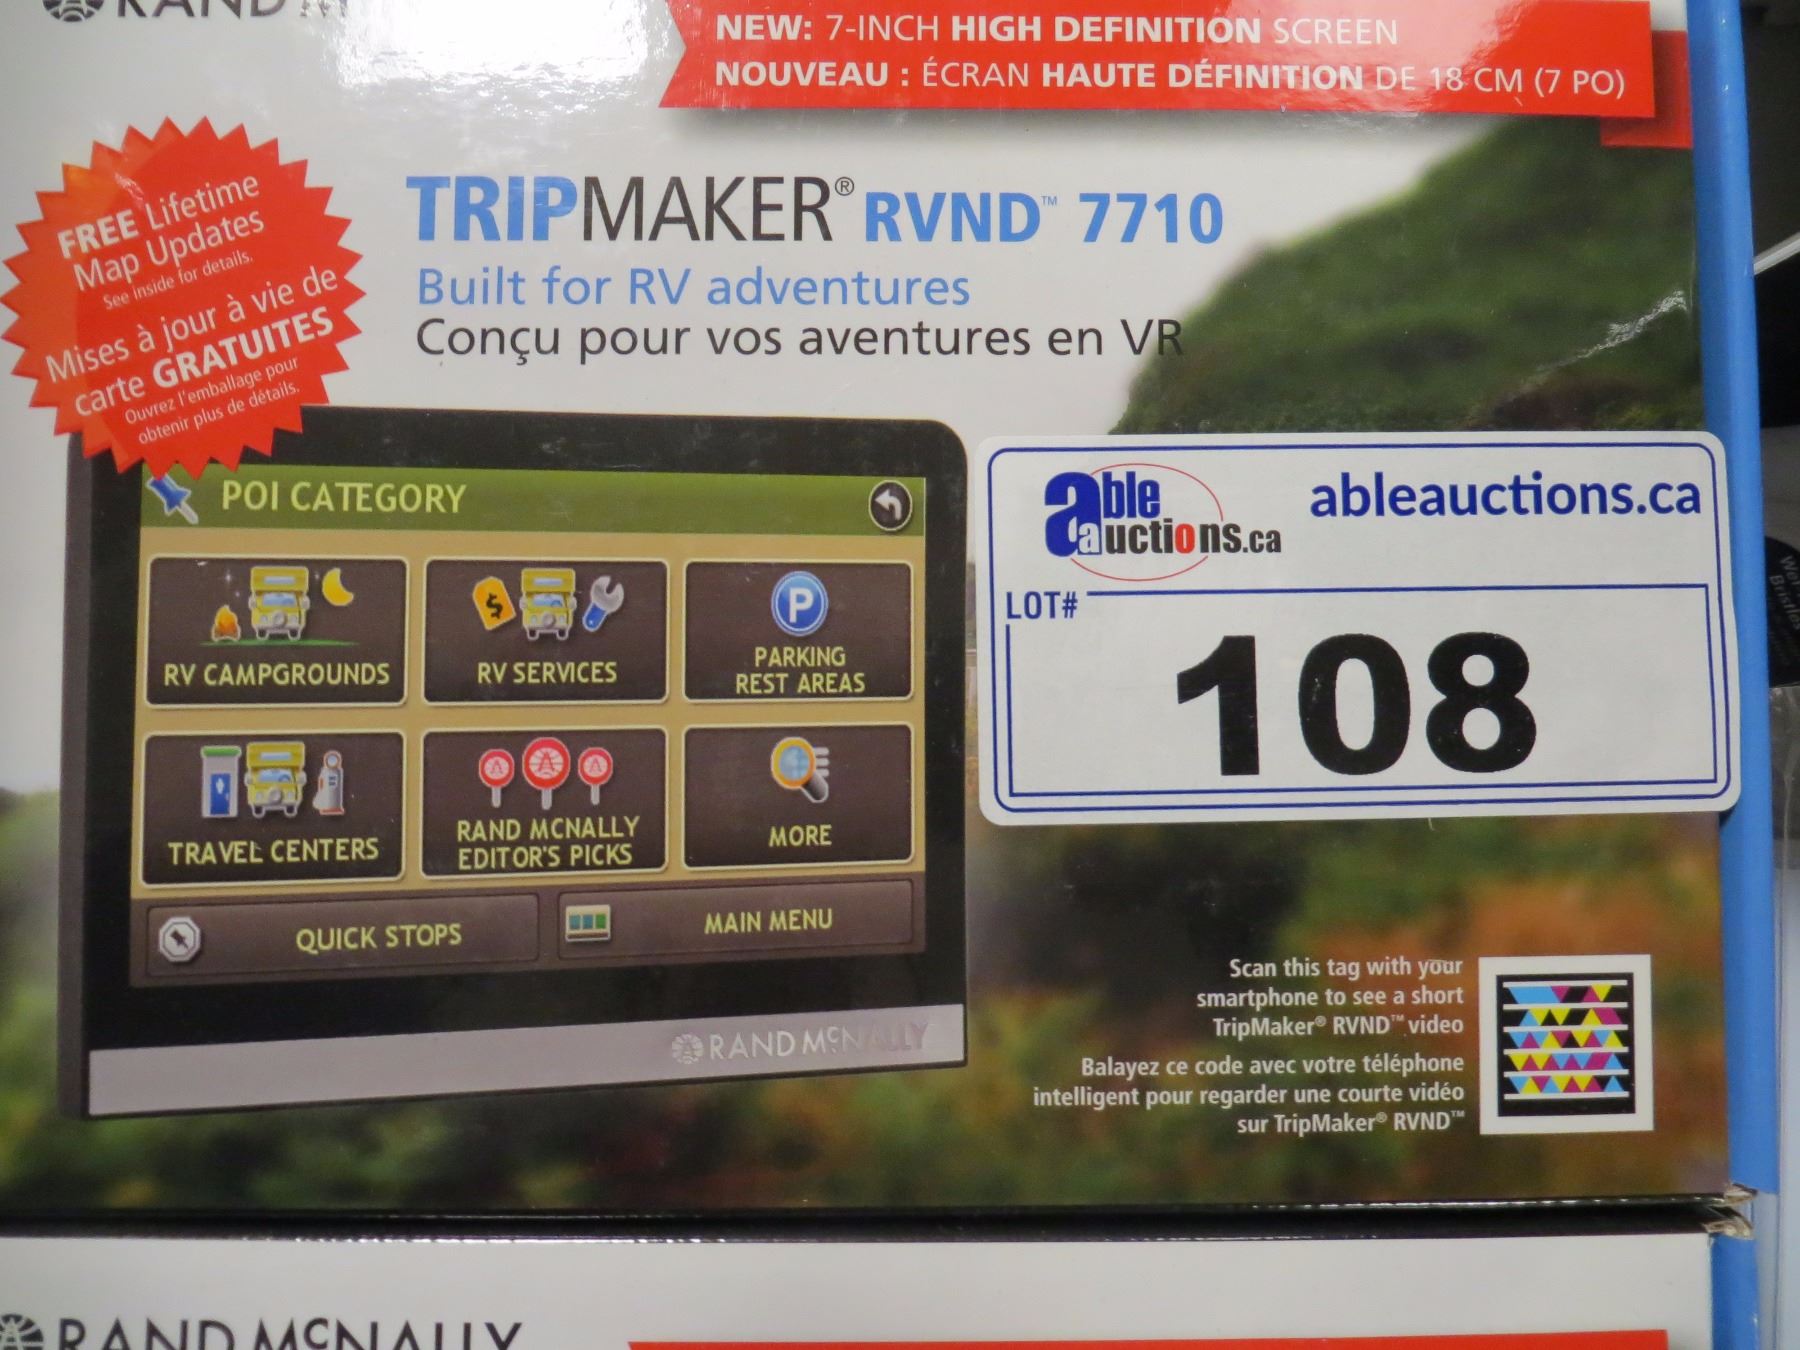 NEW: 7-INCH HIGH DEFINITION SCREEN
NOUVEAU : ÉCRAN HAUTE DÉFINITION DE 18 CM (7 PO)
FREE Lifetime
Map Updates
See inside for details.
Mises à jour à vie de
carte GRATUITES
Ouvrez l'emballage pour
obtenir plus de détails.
TRIPMAKER® RVND™ 7710
Built for RV adventures
Conçu pour vos aventures en VR
POI CATEGORY
RV CAMPGROUNDS
RV SERVICES
PARKING
REST AREAS
TRAVEL CENTERS
RAND MCNALLY
EDITOR'S PICKS
MORE
QUICK STOPS
MAIN MENU
RAND MCNALLY
able auctions.ca
ableauctions.ca
LOT#
108
Scan this tag with your
smartphone to see a short
TripMaker® RVND™ video
Balayez ce code avec votre téléphone
intelligent pour regarder une courte vidéo
sur TripMaker® RVND™
RAND MCNALLY